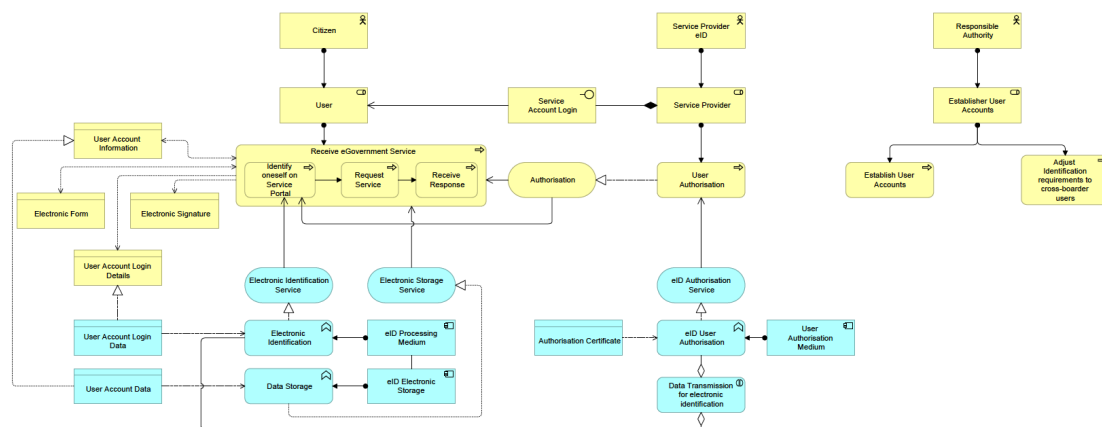 Citizen
Service Provider
eID
Responsible
Authority
User
Service
Account Login
Service Provider
Establisher User
Accounts
User Account
Information
Receive eGovernment Service
Identify
oneself on
Service
Portal
Request
Service
Receive
Response
Authorisation
User
Authorisation
Establish User
Accounts
Adjust
Identification
requirements to
cross-boarder
users
Electronic Form
Electronic Signature
User Account Login
Details
Electronic Identification
Service
Electronic Storage
Service
eID Authorisation
Service
User Account Login
Data
Electronic
Identification
eID Processing
Medium
Authorisation Certificate
eID User
Authorisation
User
Authorisation
Medium
User Account Data
Data Storage
eID Electronic
Storage
Data Transmission
for electronic
identification